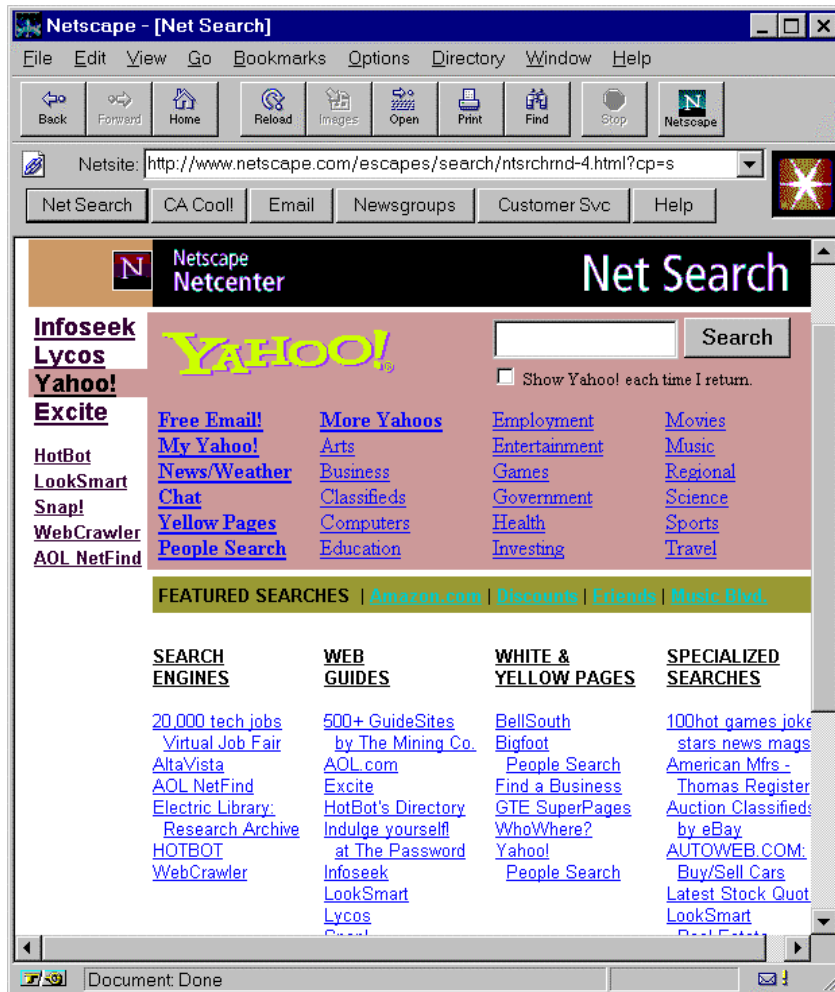 Netscape - [Net Search]
File Edit View Go Bookmarks Options Directory Window Help
Back Forward Home Reload Images Open Print Find Stop Netscape
Netsite: http://www.netscape.com/escapes/search/ntsrchrnd-4.html?cp=s
Net Search CA Cool! Email Newsgroups Customer Svc Help
N Netscape
Netcenter
Net Search
Infoseek
Lycos
Yahoo!
Excite
HotBot
LookSmart
Snap!
WebCrawler
AOL NetFind
YAHOO!
Search
Show Yahoo! each time I return.
Free Email! More Yahoos Employment Movies
My Yahoo! Arts Entertainment Music
News/Weather Business Games Regional
Chat Classifieds Government Science
Yellow Pages Computers Health Sports
People Search Education Investing Travel
FEATURED SEARCHES | Amazon.com | Discounts | Friends | Music Blvd.
SEARCH
ENGINES
20,000 tech jobs
Virtual Job Fair
AltaVista
AOL NetFind
Electric Library:
Research Archive
HOTBOT
WebCrawler
WEB
GUIDES
500+ GuideSites
by The Mining Co.
AOL.com
Excite
HotBot's Directory
Indulge yourself!
at The Password
Infoseek
LookSmart
Lycos
WHITE &
YELLOW PAGES
BellSouth
Bigfoot
People Search
Find a Business
GTE SuperPages
WhoWhere?
Yahoo!
People Search
SPECIALIZED
SEARCHES
100hot games joke
stars news mags
American Mfrs -
Thomas Register
Auction Classifieds
by eBay
AUTOWEB.COM:
Buy/Sell Cars
Latest Stock Quot
LookSmart
Real Estate
Document: Done